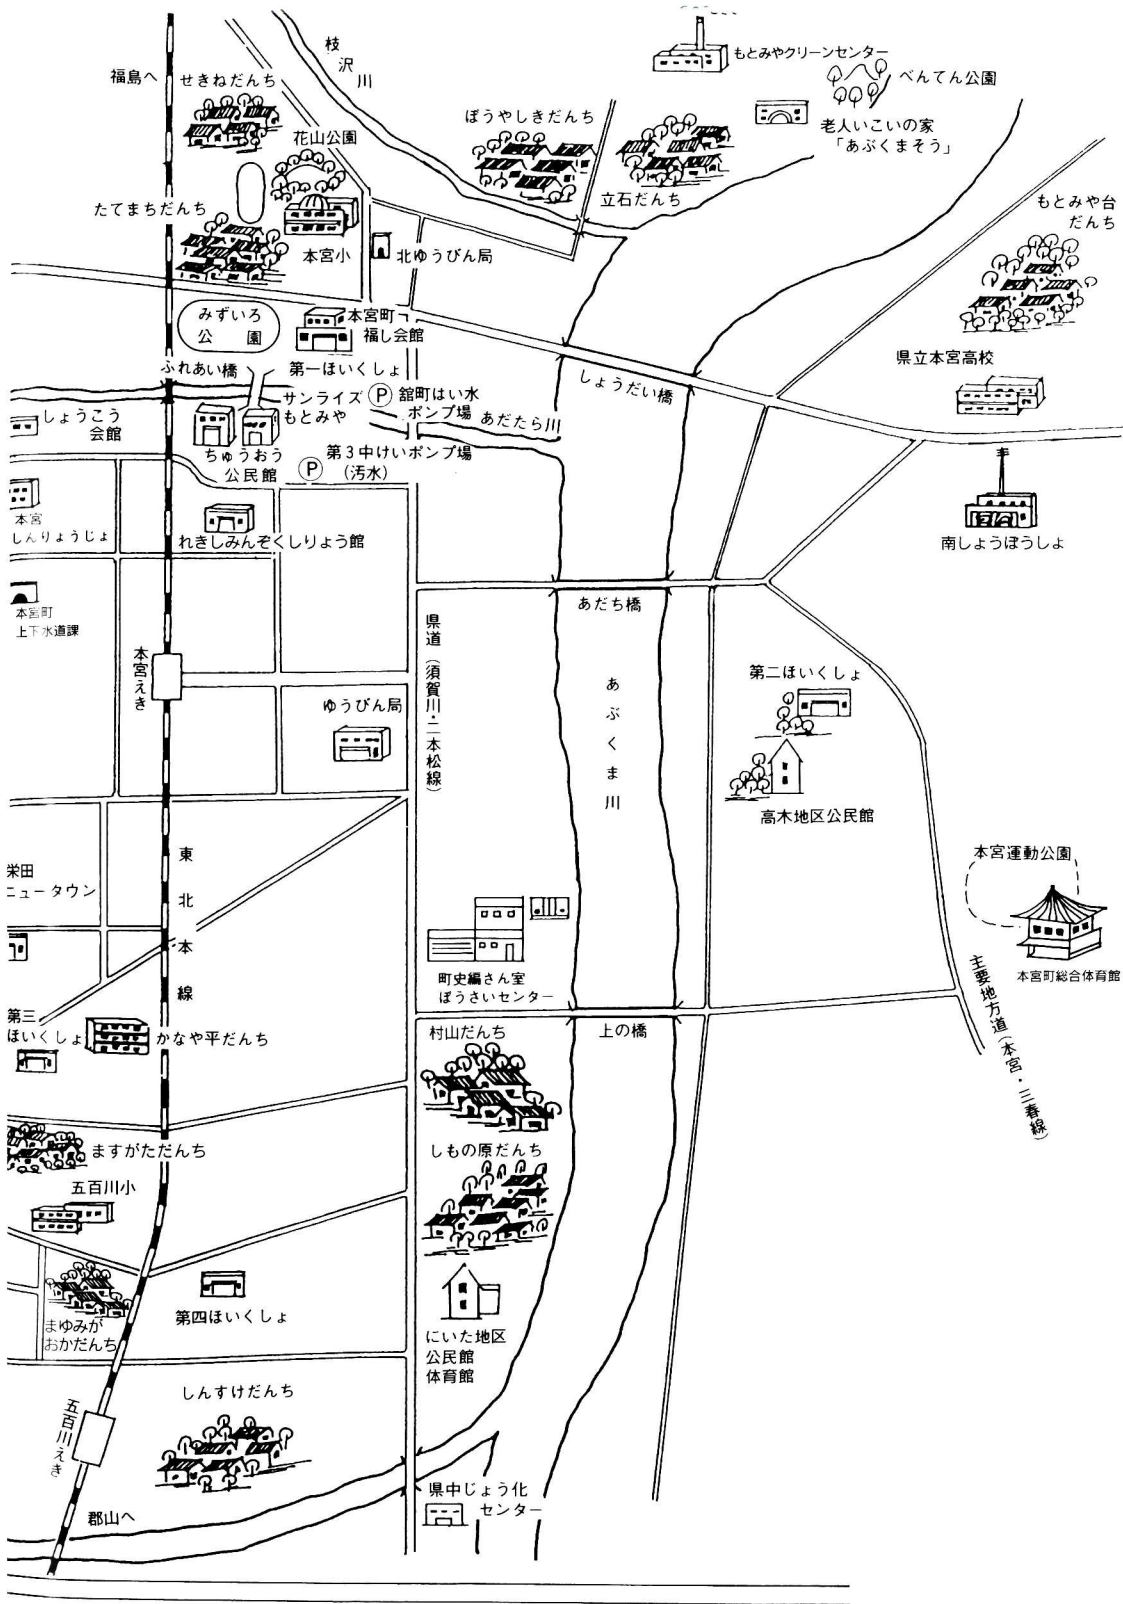 もとみやクリーンセンター
枝沢川
福島へ
せきねだんち
べんてん公園
ぼうやしきだんち
老人いこいの家
「あぶくまそう」
花山公園
立石だんち
もとみや台
だんち
たてまちだんち
本宮小
北ゆうびん局
みずいろ
公園
本宮町
福し会館
県立本宮高校
ふれあい橋
第一ほいくしょ
しょうだい橋
サンライズ
もとみや
Ⓟ
舘町はい水
ポンプ場
あだたら川
しょうこう
会館
ちゅうおう
公民館
Ⓟ
第3中けいポンプ場
(汚水)
本宮
しんりょうじょ
れきしみんぞくしりょう館
南しょうぼうしょ
本宮町
上下水道課
あだち橋
県道(須賀川・二本松線)
本宮えき
あぶくま川
第二ほいくしょ
ゆうびん局
高木地区公民館
東北本線
栄田
ニュータウン
本宮運動公園
本宮町総合体育館
主要地方道(本宮・三春線)
町史編さん室
ぼうさいセンター
第三
ほいくしょ
かなや平だんち
村山だんち
上の橋
ますがただんち
しもの原だんち
五百川小
第四ほいくしょ
まゆみが
おかだんち
にいた地区
公民館
体育館
しんすけだんち
五百川えき
県中じょう化
センター
郡山へ